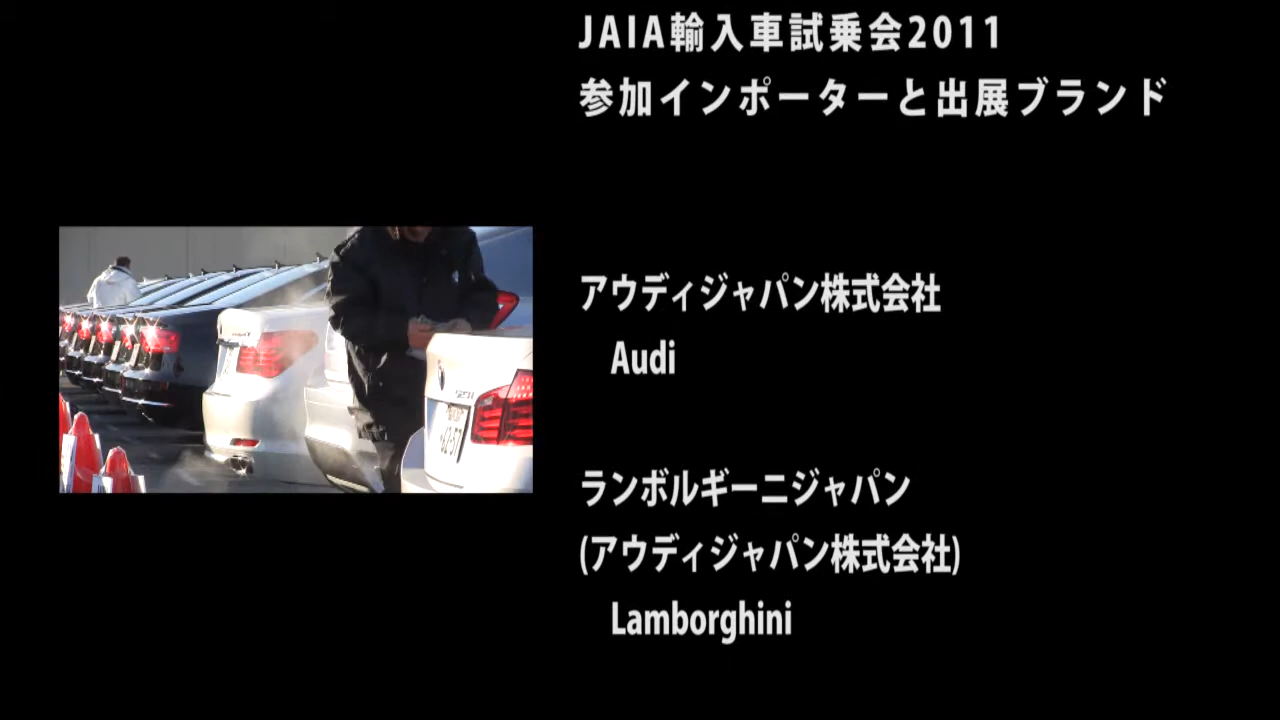 JAIA輸入車試乗会2011
参加インポーターと出展ブランド
アウディジャパン株式会社
Audi
ランボルギーニジャパン
(アウディジャパン株式会社)
Lamborghini